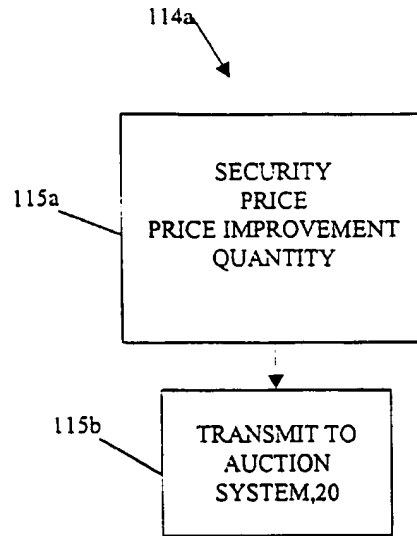 114a
115a
SECURITY
PRICE
PRICE IMPROVEMENT
QUANTITY
115b
TRANSMIT TO
AUCTION
SYSTEM,20